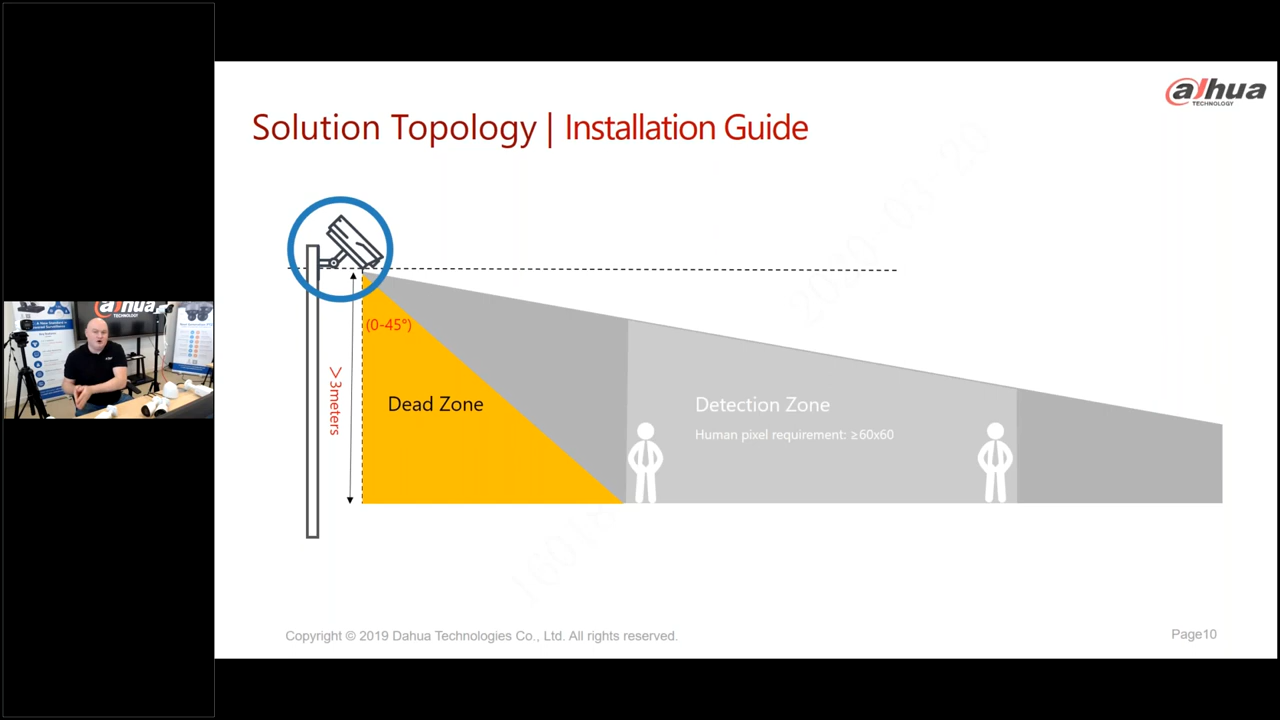 alhua
TECHNOLOGY
Solution Topology | Installation Guide
(0-45°)
>3meters
Dead Zone
Detection Zone
Human pixel requirement: ≥60x60
alhua
Copyright © 2019 Dahua Technologies Co., Ltd. All rights reserved.
Page10